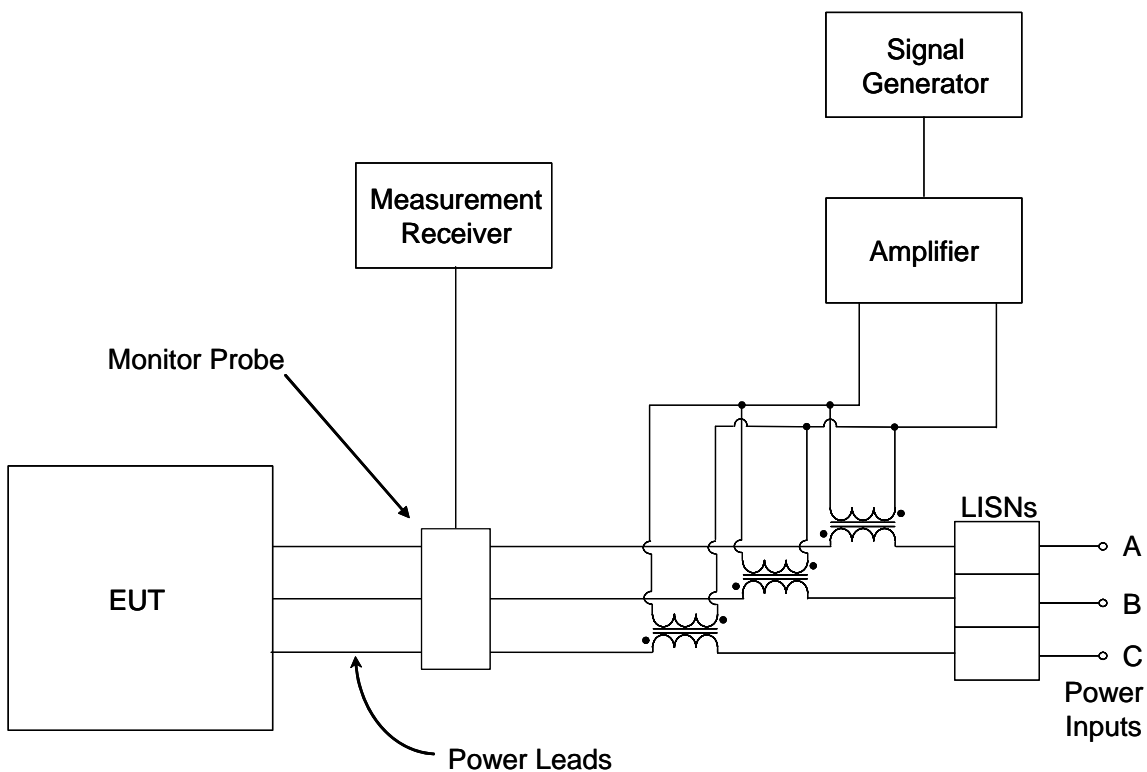 Signal
Generator
Measurement
Receiver
Amplifier
Monitor Probe
LISNs
A
EUT
B
C
Power
Inputs
Power Leads